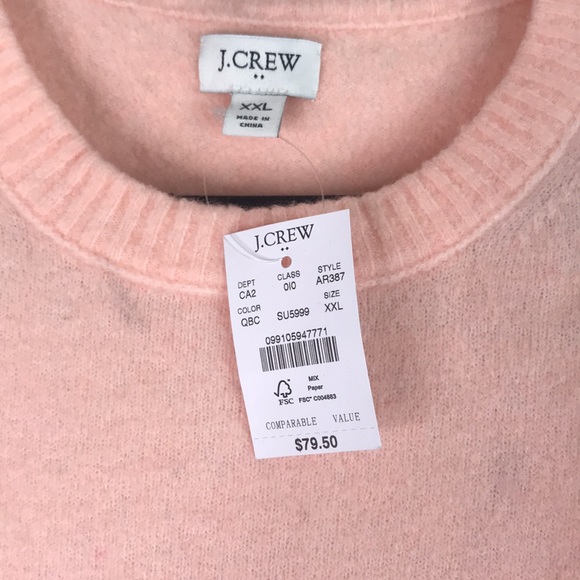 J.CREW
XXL
MADE IN
CHINA
J.CREW
DEPT CLASS STYLE
CA2 010 AR387
COLOR SIZE
QBC SU5999 XXL
099105947771
FSC
MIX
Paper
FSC® C004883
COMPARABLE VALUE
$79.50